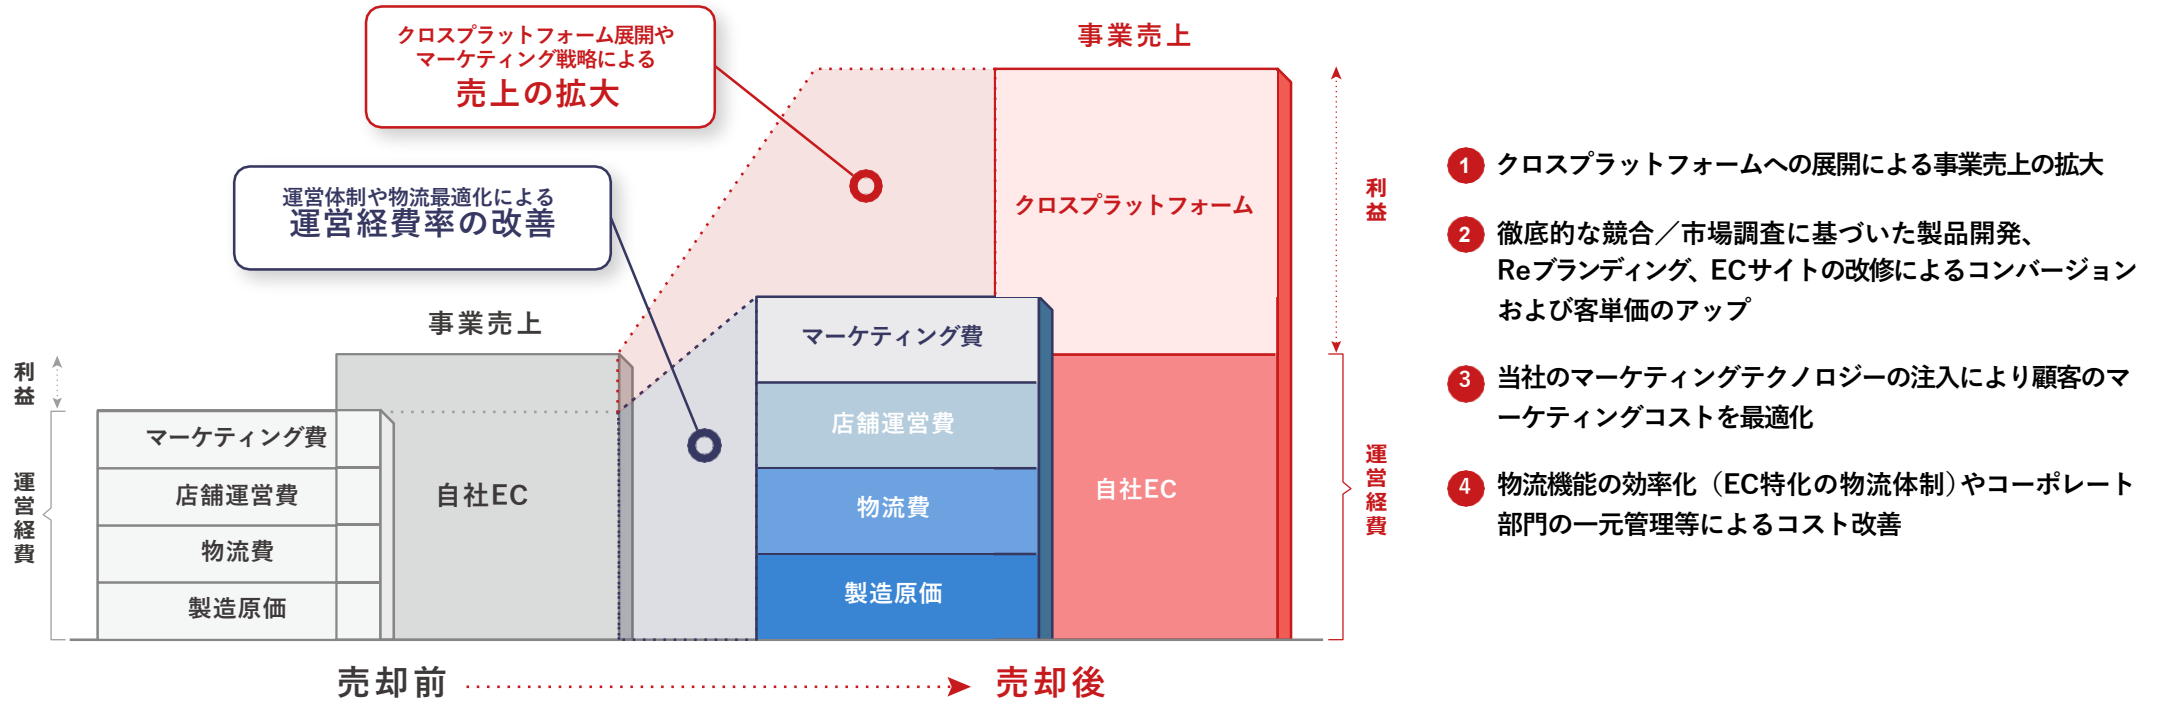 クロスプラットフォーム展開や
マーケティング戦略による
売上の拡大
運営体制や物流最適化による
運営経費率の改善
事業売上
利益
運営経費
マーケティング費
店舗運営費
物流費
製造原価
自社EC
売却前
事業売上
クロスプラットフォーム
マーケティング費
店舗運営費
物流費
製造原価
自社EC
利益
運営経費
売却後
1 クロスプラットフォームへの展開による事業売上の拡大
2 徹底的な競合／市場調査に基づいた製品開発、
Reブランディング、ECサイトの改修によるコンバージョン
および客単価のアップ
3 当社のマーケティングテクノロジーの注入により顧客のマ
ーケティングコストを最適化
4 物流機能の効率化（EC特化の物流体制）やコーポレート
部門の一元管理等によるコスト改善